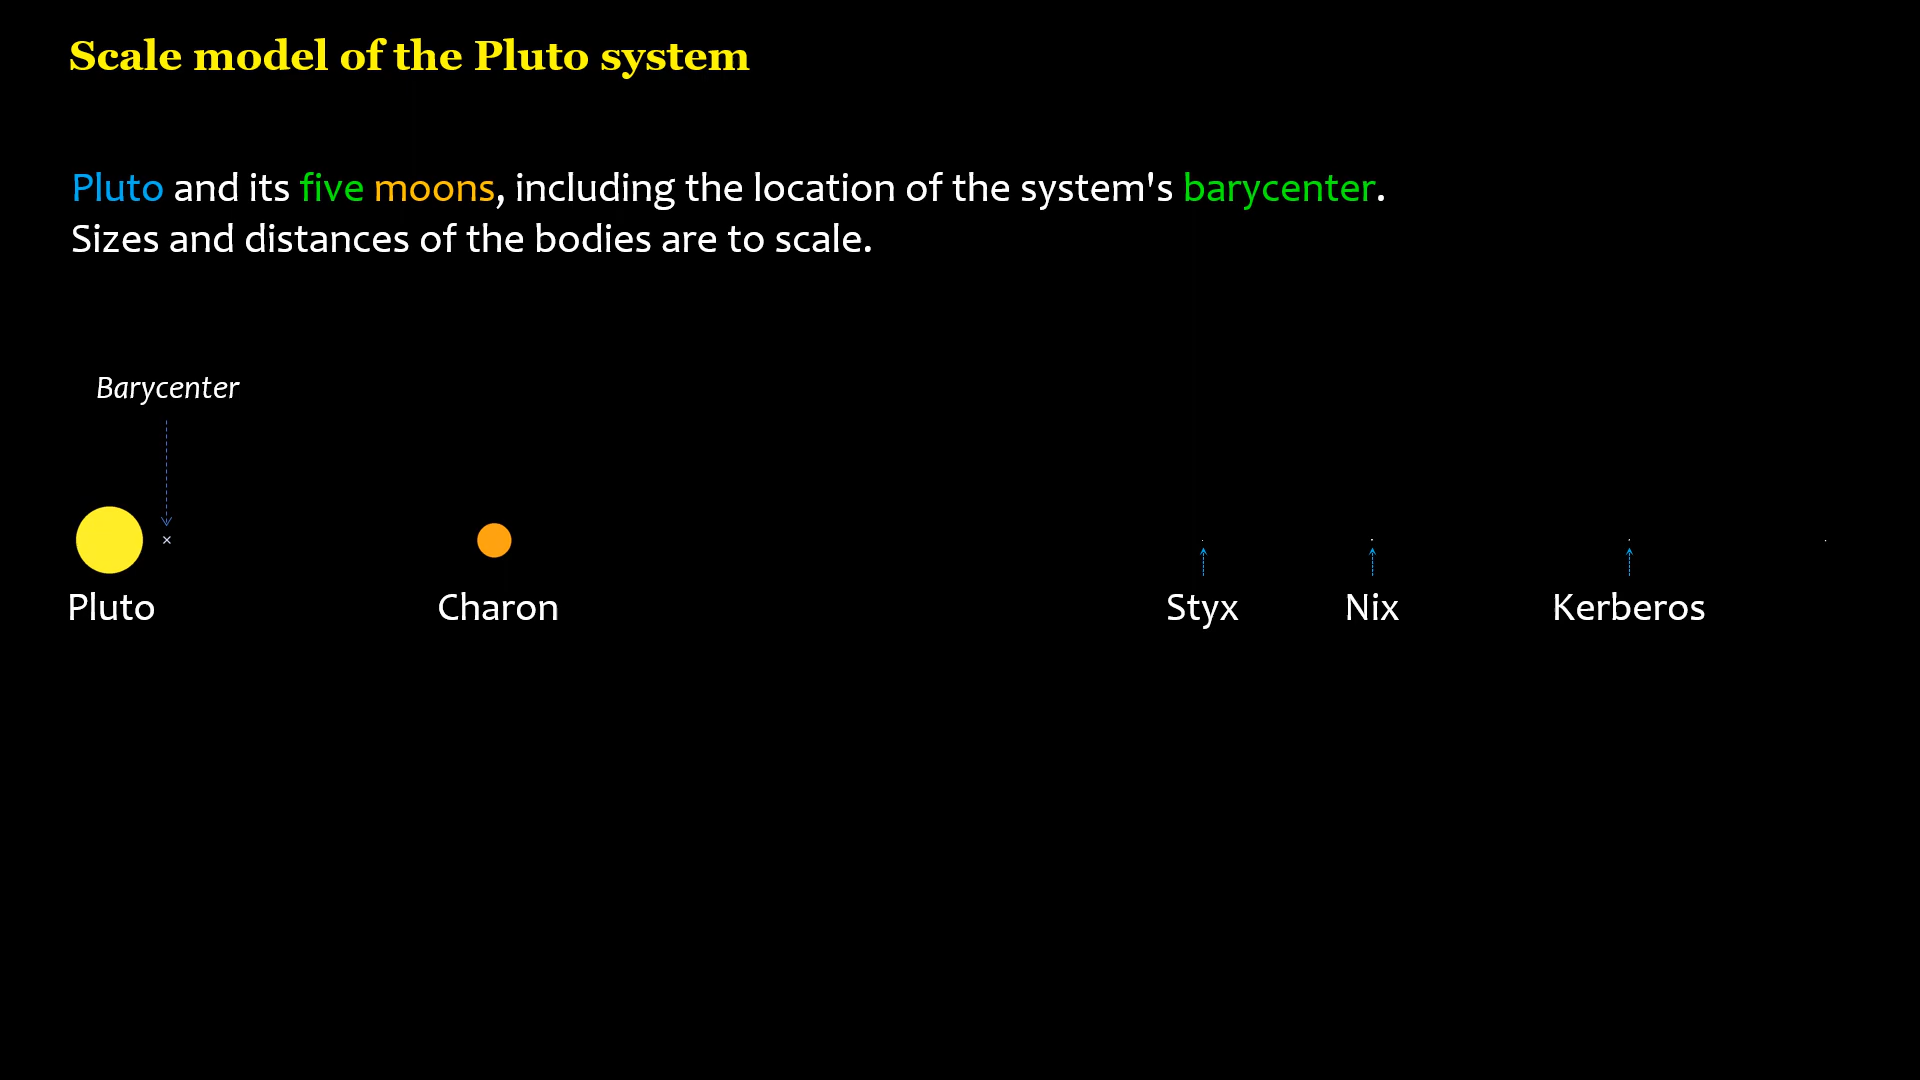 Scale model of the Pluto system
Pluto and its five moons, including the location of the system's barycenter.
Sizes and distances of the bodies are to scale.
Barycenter
Pluto
Charon
Styx
Nix
Kerberos